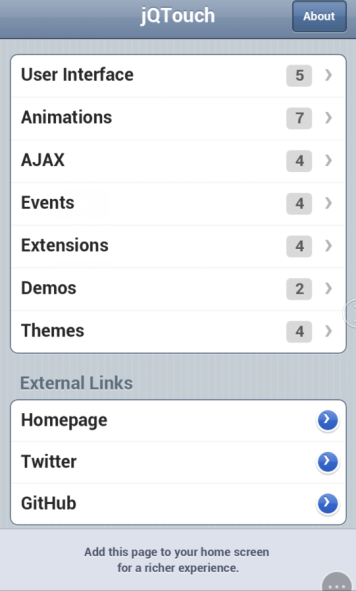 jQTouch
About
User Interface 5
Animations 7
AJAX 4
Events 4
Extensions 4
Demos 2
Themes 4
External Links
Homepage
Twitter
GitHub
Add this page to your home screen
for a richer experience.